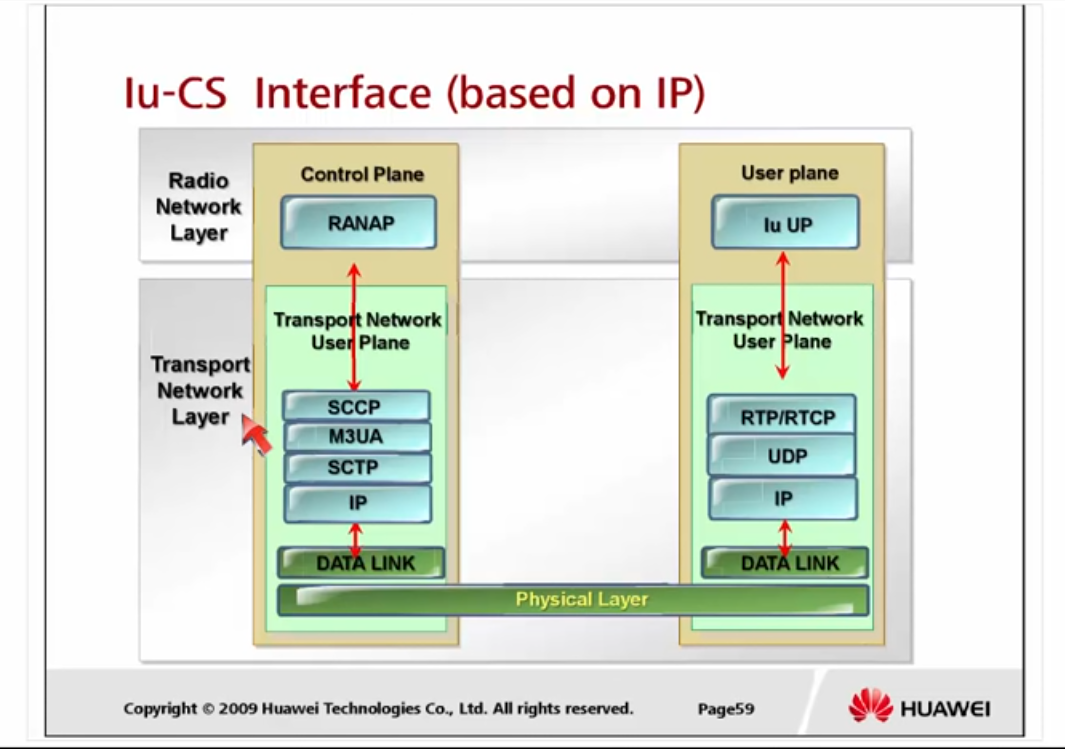 Iu-CS Interface (based on IP)
Radio
Network
Layer
Control Plane
RANAP
User plane
Iu UP
Transport
Network
Layer
Transport Network
User Plane
SCCP
M3UA
SCTP
IP
DATA LINK
Transport Network
User Plane
RTP/RTCP
UDP
IP
DATA LINK
Physical Layer
Copyright © 2009 Huawei Technologies Co., Ltd. All rights reserved.
Page59
HUAWEI